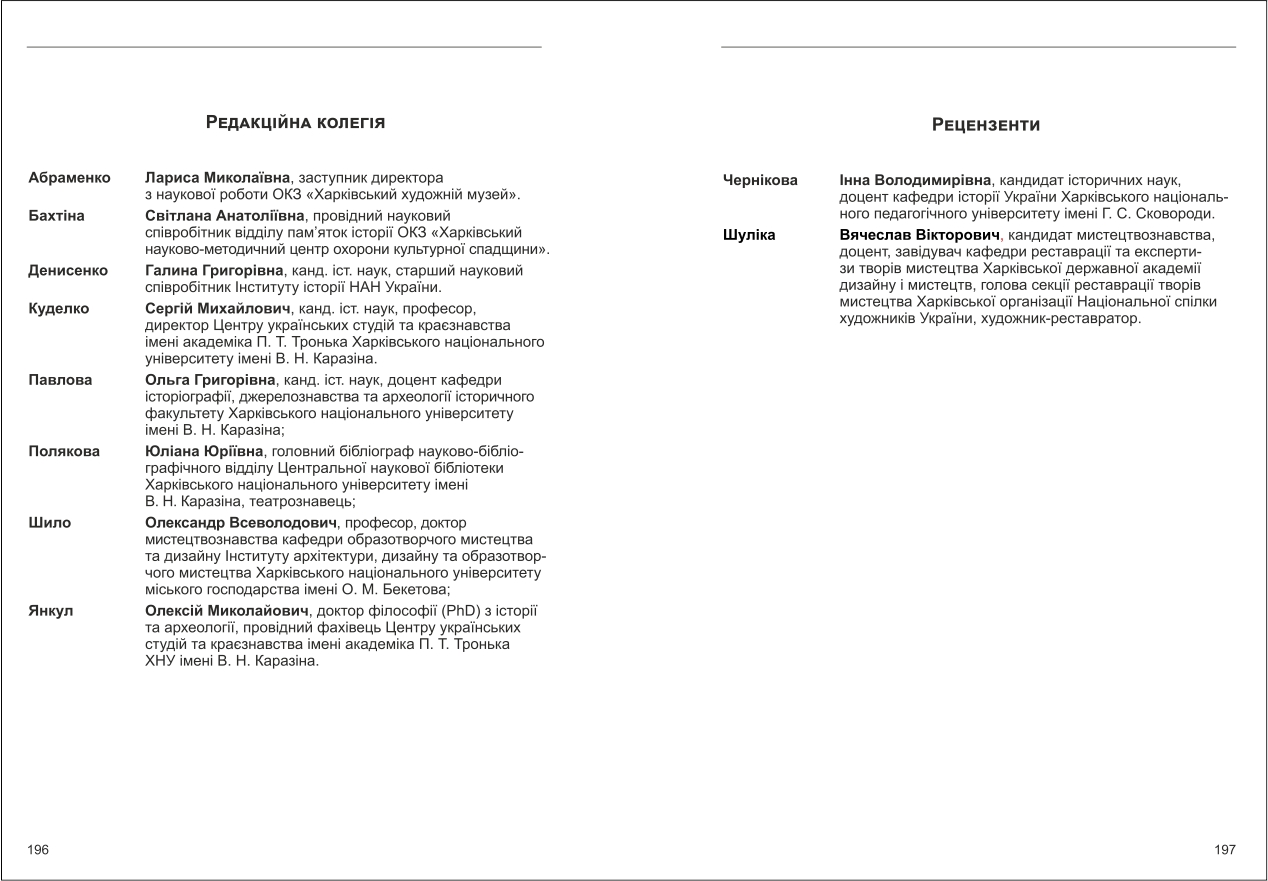 Редакційна колегія
Абраменко Лариса Миколаївна, заступник директора
з наукової роботи ОКЗ «Харківський художній музей».
Бахтіна Світлана Анатоліївна, провідний науковий
співробітник відділу пам’яток історії ОКЗ «Харківський
науково-методичний центр охорони культурної спадщини».
Денисенко Галина Григорівна, канд. іст. наук, старший науковий
співробітник Інституту історії НАН України.
Куделко Сергій Михайлович, канд. іст. наук, професор,
директор Центру українських студій та краєзнавства
імені академіка П. Т. Тронька Харківського національного
університету імені В. Н. Каразіна.
Павлова Ольга Григорівна, канд. іст. наук, доцент кафедри
історіографії, джерелознавства та археології історичного
факультету Харківського національного університету
імені В. Н. Каразіна;
Полякова Юліана Юріївна, головний бібліограф науково-бібліо-
графічного відділу Центральної наукової бібліотеки
Харківського національного університету імені
В. Н. Каразіна, театрознавець;
Шило Олександр Всеволодович, професор, доктор
мистецтвознавства кафедри образотворчого мистецтва
та дизайну Інституту архітектури, дизайну та образотвор-
чого мистецтва Харківського національного університету
міського господарства імені О. М. Бекетова;
Янкул Олексій Миколайович, доктор філософії (PhD) з історії
та археології, провідний фахівець Центру українських
студій та краєзнавства імені академіка П. Т. Тронька
ХНУ імені В. Н. Каразіна.
196
Рецензенти
Чернікова Інна Володимирівна, кандидат історичних наук,
доцент кафедри історії України Харківського національ-
ного педагогічного університету імені Г. С. Сковороди.
Шуліка Вячеслав Вікторович, кандидат мистецтвознавства,
доцент, завідувач кафедри реставрації та експерти-
зи творів мистецтва Харківської державної академії
дизайну і мистецтв, голова секції реставрації творів
мистецтва Харківської організації Національної спілки
художників України, художник-реставратор.
197